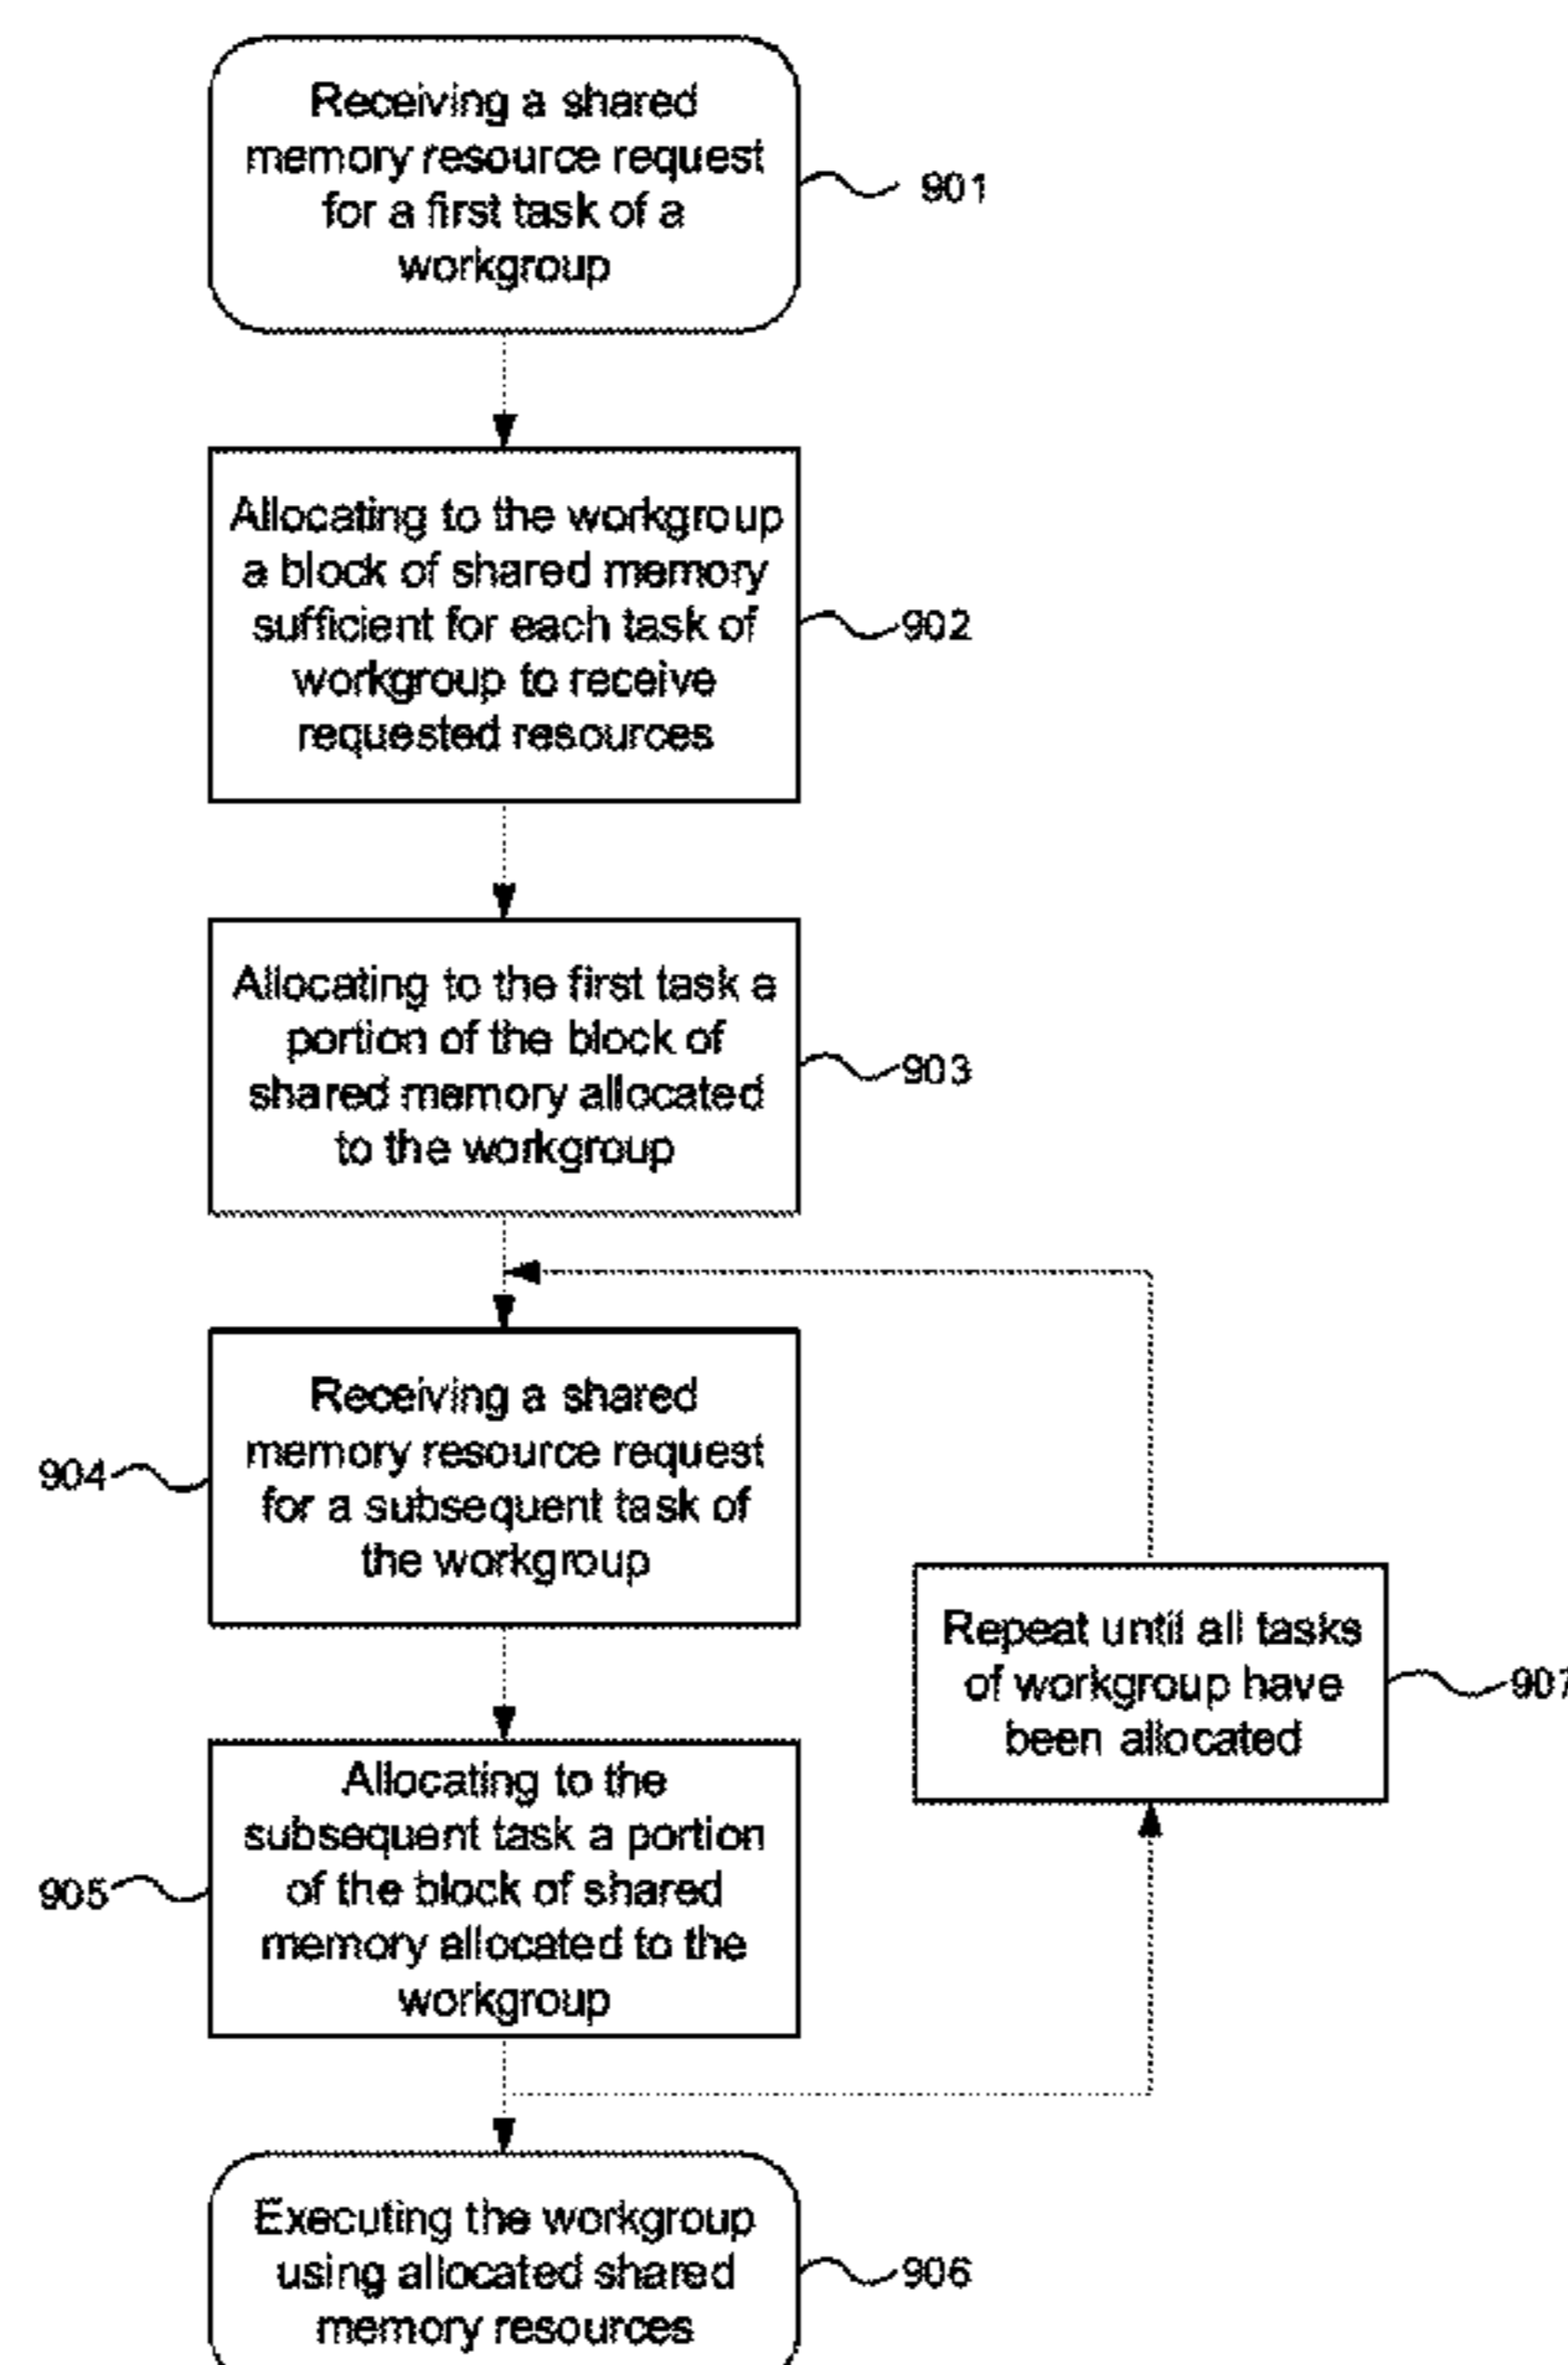 Receiving a shared
memory resource request
for a first task of a
workgroup
901
Allocating to the workgroup
a block of shared memory
sufficient for each task of
workgroup to receive
requested resources
902
Allocating to the first task a
portion of the block of
shared memory allocated
to the workgroup
903
Receiving a shared
memory resource request
for a subsequent task of
the workgroup
904
Repeat until all tasks
of workgroup have
been allocated
907
Allocating to the
subsequent task a portion
of the block of shared
memory allocated to the
workgroup
905
Executing the workgroup
using allocated shared
memory resources
906